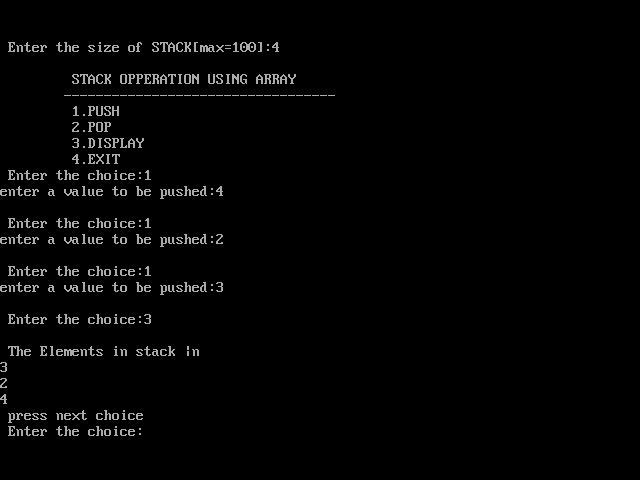 Enter the size of STACK[max=100]:4
STACK OPPERATION USING ARRAY
----------------------------------
1.PUSH
2.POP
3.DISPLAY
4.EXIT
Enter the choice:1
enter a value to be pushed:4
Enter the choice:1
enter a value to be pushed:2
Enter the choice:1
enter a value to be pushed:3
Enter the choice:3
The Elements in stack |n
3
2
4
press next choice
Enter the choice: